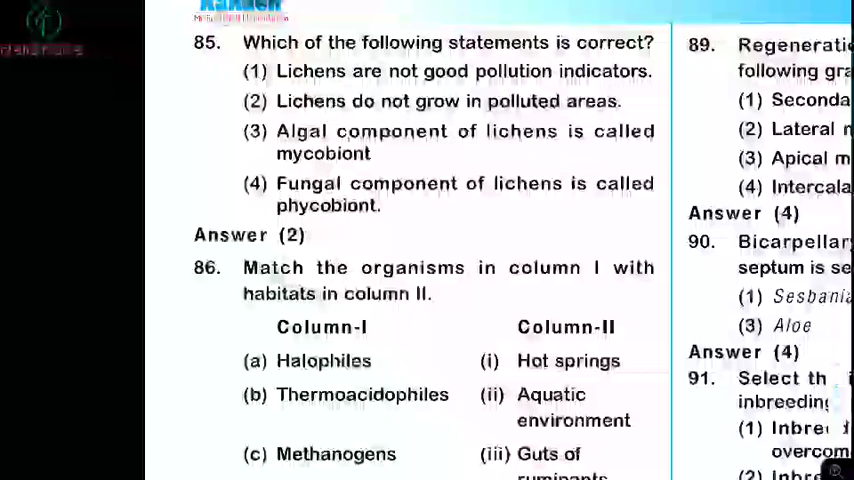 85. Which of the following statements is correct?
(1) Lichens are not good pollution indicators.
(2) Lichens do not grow in polluted areas.
(3) Algal component of lichens is called
mycobiont
(4) Fungal component of lichens is called
phycobiont.
Answer (2)
86. Match the organisms in column I with
habitats in column II.
Column-I Column-II
(a) Halophiles (i) Hot springs
(b) Thermoacidophiles (ii) Aquatic
environment
(c) Methanogens (iii) Guts of
ruminants
89. Regenerati
following gra
(1) Seconda
(2) Lateral
(3) Apical m
(4) Intercala
Answer (4)
90. Bicarpellary
septum is se
(1) Sesbania
(3) Aloe
Answer (4)
91. Select th
inbreeding
(1) Inbree
overcom
(2) Inbre